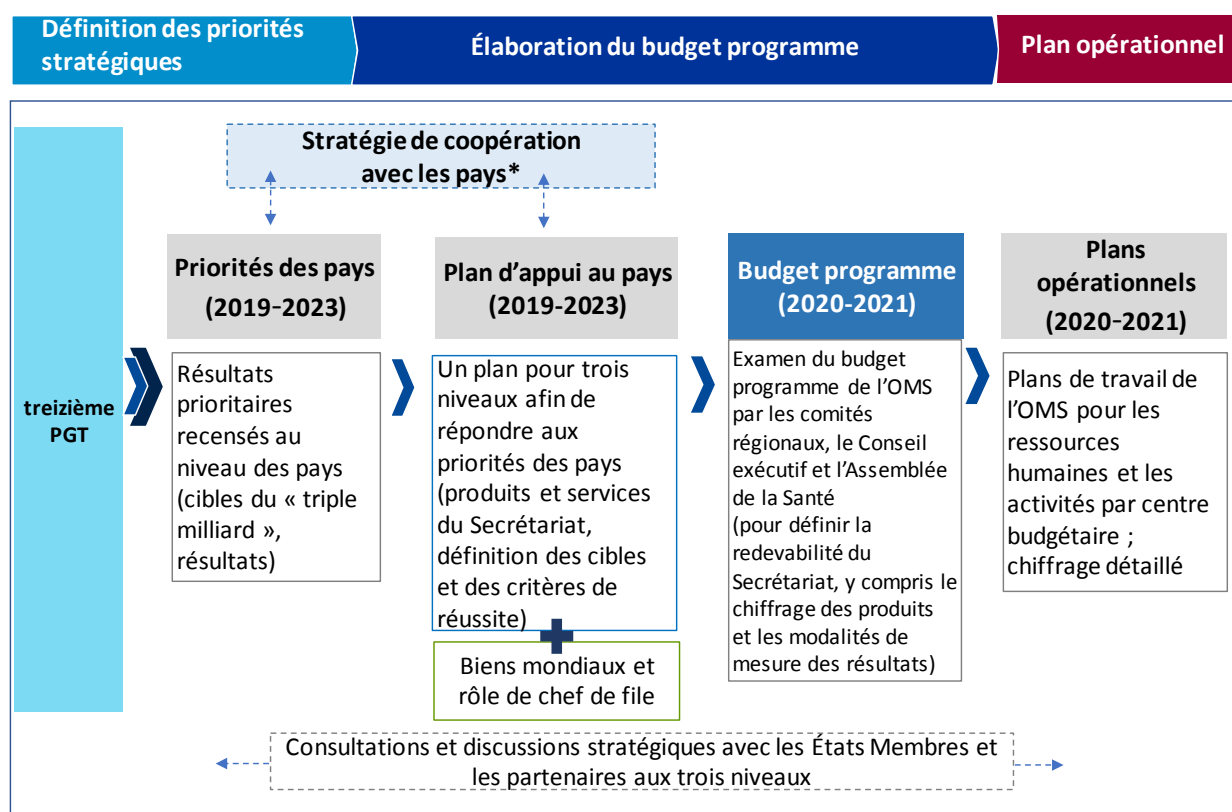 Définition des priorités
stratégiques
Élaboration du budget programme
Plan opérationnel
Stratégie de coopération
avec les pays*
treizième
PGT
Priorités des pays
(2019-2023)
Résultats
prioritaires
recensés au
niveau des pays
(cibles du « triple
milliard »,
résultats)
Plan d’appui au pays
(2019-2023)
Un plan pour trois
niveaux afin de
répondre aux
priorités des pays
(produits et services
du Secrétariat,
définition des cibles
et des critères de
réussite)
Biens mondiaux et
rôle de chef de file
Budget programme
(2020-2021)
Examen du budget
programme de l’OMS
par les comités
régionaux, le Conseil
exécutif et l’Assemblée
de la Santé
(pour définir la
redevabilité du
Secrétariat, y compris le
chiffrage des produits
et les modalités de
mesure des résultats)
Plans
opérationnels
(2020-2021)
Plans de travail de
l’OMS pour les
ressources
humaines et les
activités par centre
budgétaire ;
chiffrage détaillé
Consultations et discussions stratégiques avec les États Membres et
les partenaires aux trois niveaux